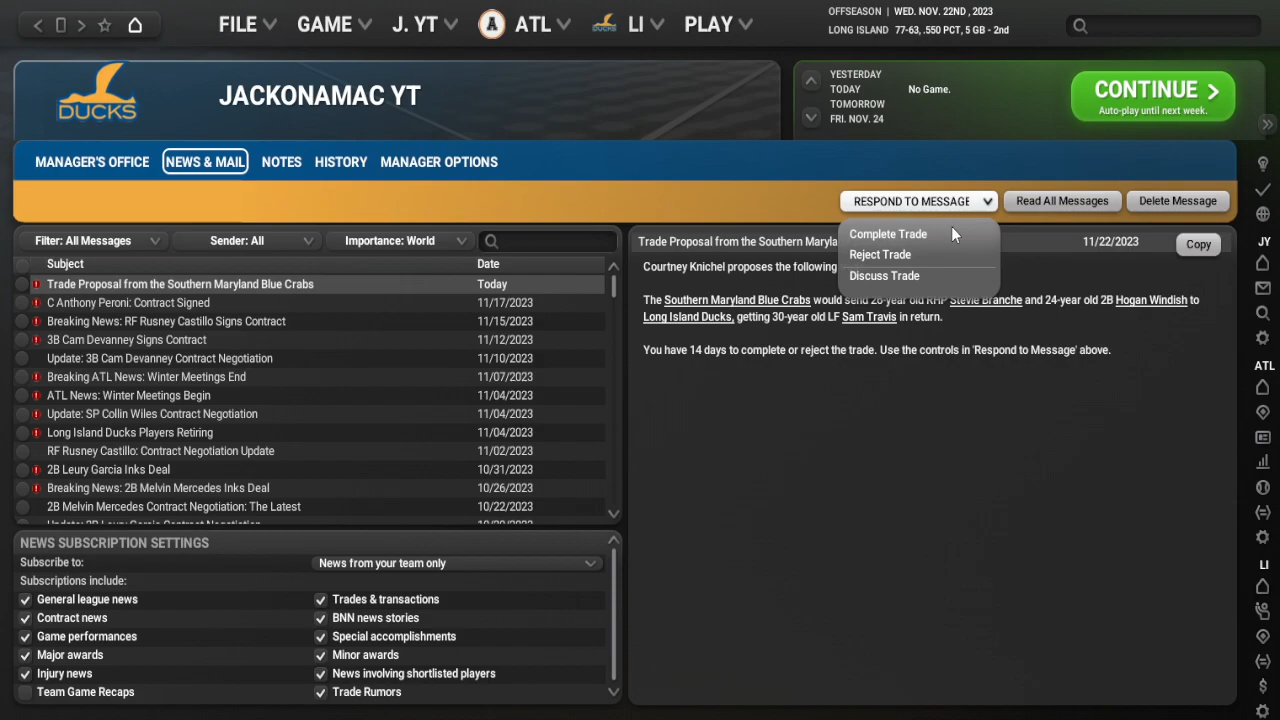 FILE
GAME
J. YT
A
ATL
LI
PLAY
OFFSEASON | WED. NOV. 22ND , 2023
LONG ISLAND 77-63, .550 PCT, 5 GB - 2nd
DUCKS
JACKONAMAC YT
YESTERDAY
TODAY
No Game.
TOMORROW
FRI. NOV. 24
CONTINUE
Auto-play until next week.
MANAGER'S OFFICE
NEWS & MAIL
NOTES
HISTORY
MANAGER OPTIONS
RESPOND TO MESSAGE
Read All Messages
Delete Message
Complete Trade
Reject Trade
Discuss Trade
Filter: All Messages
Sender: All
Importance: World
Subject Date
Trade Proposal from the Southern Maryland Blue Crabs Today
C Anthony Peroni: Contract Signed 11/17/2023
Breaking News: RF Rusney Castillo Signs Contract 11/15/2023
3B Cam Devanney Signs Contract 11/12/2023
Update: 3B Cam Devanney Contract Negotiation 11/10/2023
Breaking ATL News: Winter Meetings End 11/07/2023
ATL News: Winter Meetings Begin 11/04/2023
Update: SP Collin Wiles Contract Negotiation 11/04/2023
Long Island Ducks Players Retiring 11/04/2023
RF Rusney Castillo: Contract Negotiation Update 11/02/2023
2B Leury Garcia Inks Deal 10/31/2023
Breaking News: 2B Melvin Mercedes Inks Deal 10/26/2023
2B Melvin Mercedes Contract Negotiation: The Latest 10/22/2023
Trade Proposal from the Southern Maryla
11/22/2023
Copy
Courtney Knichel proposes the following
The Southern Maryland Blue Crabs would send 26-year old RHP Stevie Branche and 24-year old 2B Hogan Windish to
Long Island Ducks, getting 30-year old LF Sam Travis in return.
You have 14 days to complete or reject the trade. Use the controls in 'Respond to Message' above.
NEWS SUBSCRIPTION SETTINGS
Subscribe to: News from your team only
Subscriptions include:
General league news Trades & transactions
Contract news BNN news stories
Game performances Special accomplishments
Major awards Minor awards
Injury news News involving shortlisted players
Team Game Recaps Trade Rumors
JY
ATL
LI